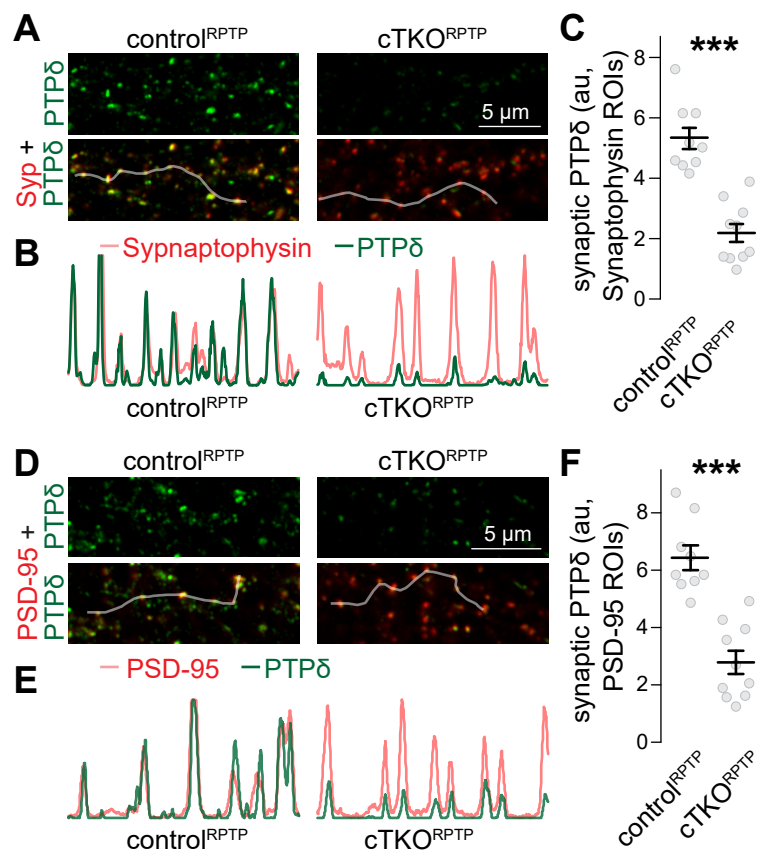 A
control^RPTP
cTKO^RPTP
PTPδ
5 µm
Syp +
PTPδ
B
Sypnaptophysin
PTPδ
control^RPTP
cTKO^RPTP
C
***
synaptic PTPδ (au,
Synaptophysin ROIs)
8
6
4
2
0
control^RPTP
cTKO^RPTP
D
control^RPTP
cTKO^RPTP
PTPδ
5 µm
PSD-95 +
PTPδ
E
PSD-95
PTPδ
control^RPTP
cTKO^RPTP
F
***
synaptic PTPδ (au,
PSD-95 ROIs)
8
6
4
2
0
control^RPTP
cTKO^RPTP